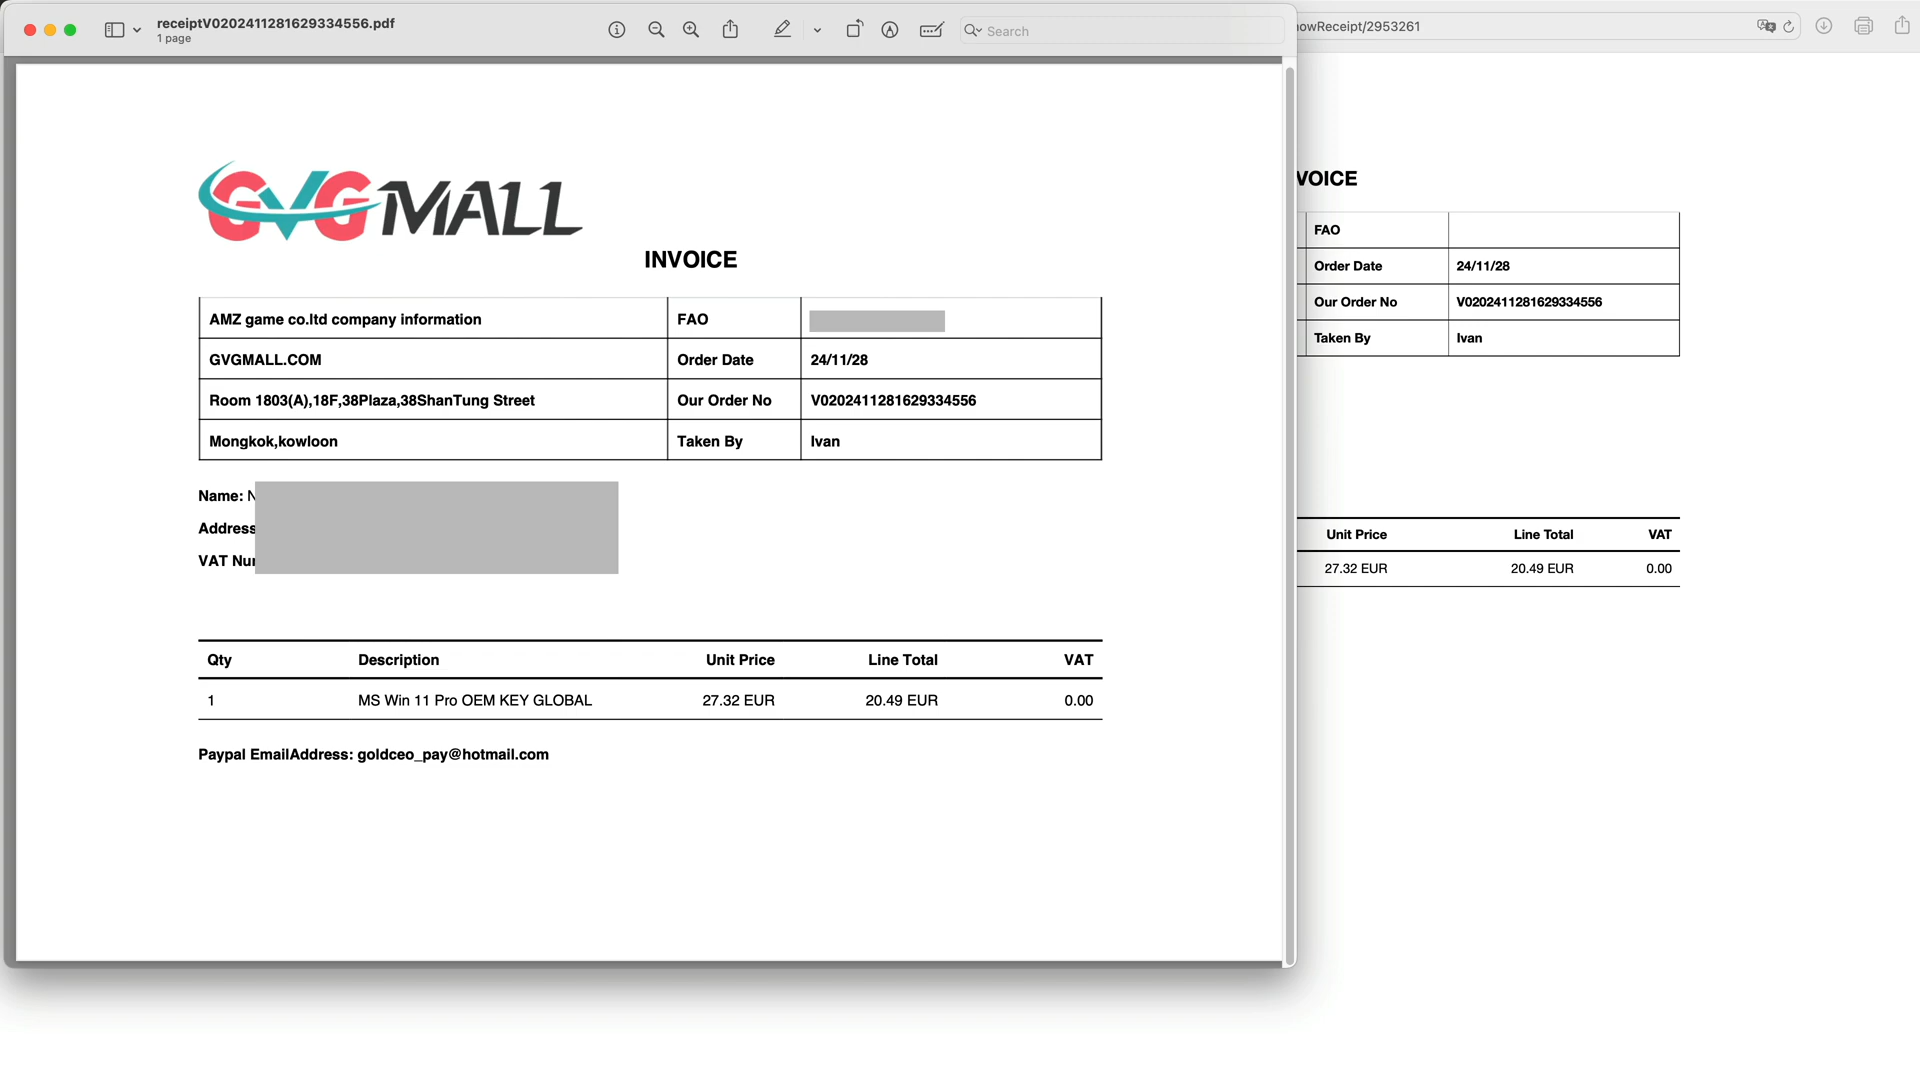 receiptV0202411281629334556.pdf
1 page
Search
GVGMALL
INVOICE
AMZ game co.ltd company information FAO
GVGMALL.COM Order Date 24/11/28
Room 1803(A),18F,38Plaza,38ShanTung Street Our Order No V0202411281629334556
Mongkok,kowloon Taken By Ivan
Name: N
Address
VAT Nu
Qty Description Unit Price Line Total VAT
1 MS Win 11 Pro OEM KEY GLOBAL 27.32 EUR 20.49 EUR 0.00
Paypal EmailAddress: goldceo_pay@hotmail.com
owReceipt/2953261
VOICE
FAO
Order Date 24/11/28
Our Order No V0202411281629334556
Taken By Ivan
Unit Price Line Total VAT
27.32 EUR 20.49 EUR 0.00